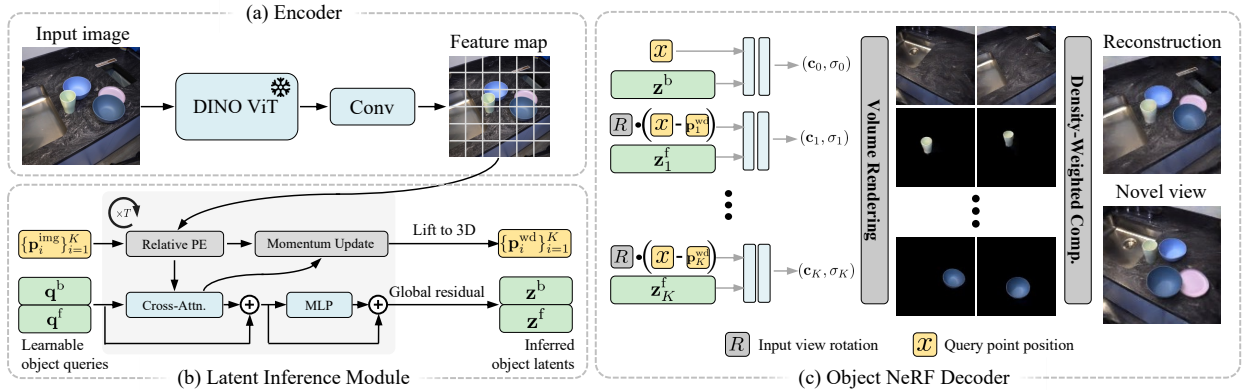 (a) Encoder
Input image
DINO ViT
Conv
Feature map
×T
{p_i^img}_{i=1}^K
Relative PE
Momentum Update
Lift to 3D
{p_i^wd}_{i=1}^K
q^b
q^f
Cross-Attn.
+
MLP
+
Global residual
z^b
z^f
Learnable
object queries
Inferred
object latents
(b) Latent Inference Module
x
z^b
(c_0, σ_0)
R•(x - p_1^wd)
z_1^f
(c_1, σ_1)
R•(x - p_K^wd)
z_K^f
(c_K, σ_K)
Volume Rendering
Density-Weighted Comp.
Reconstruction
Novel view
R Input view rotation
x Query point position
(c) Object NeRF Decoder